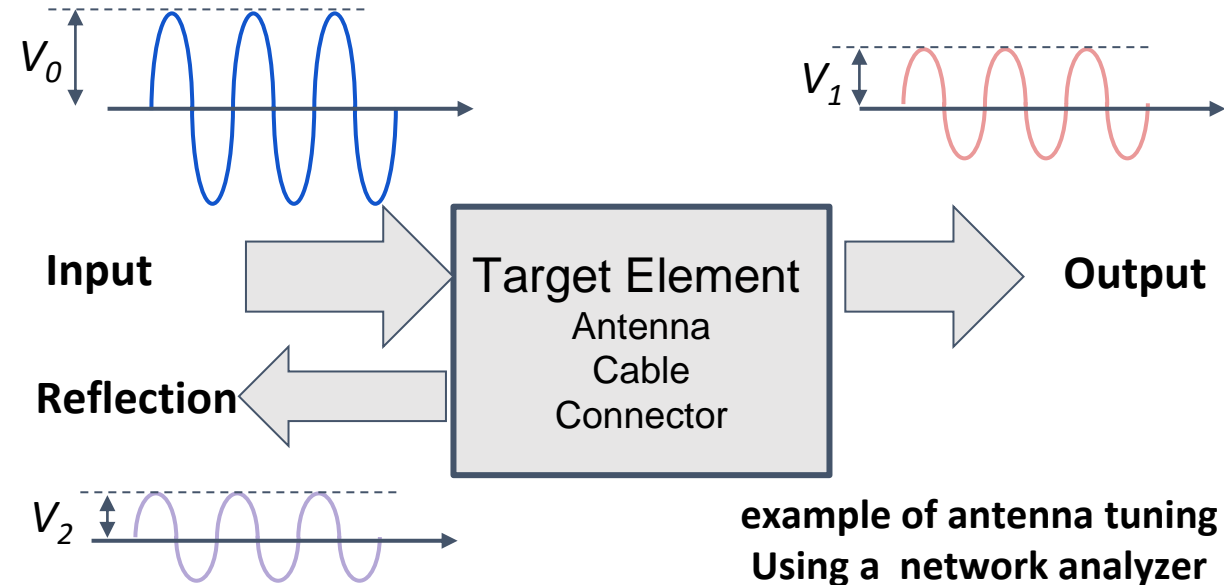 V0
V1
Input
Target Element
Antenna
Cable
Connector
Output
Reflection
V2
example of antenna tuning
Using a network analyzer